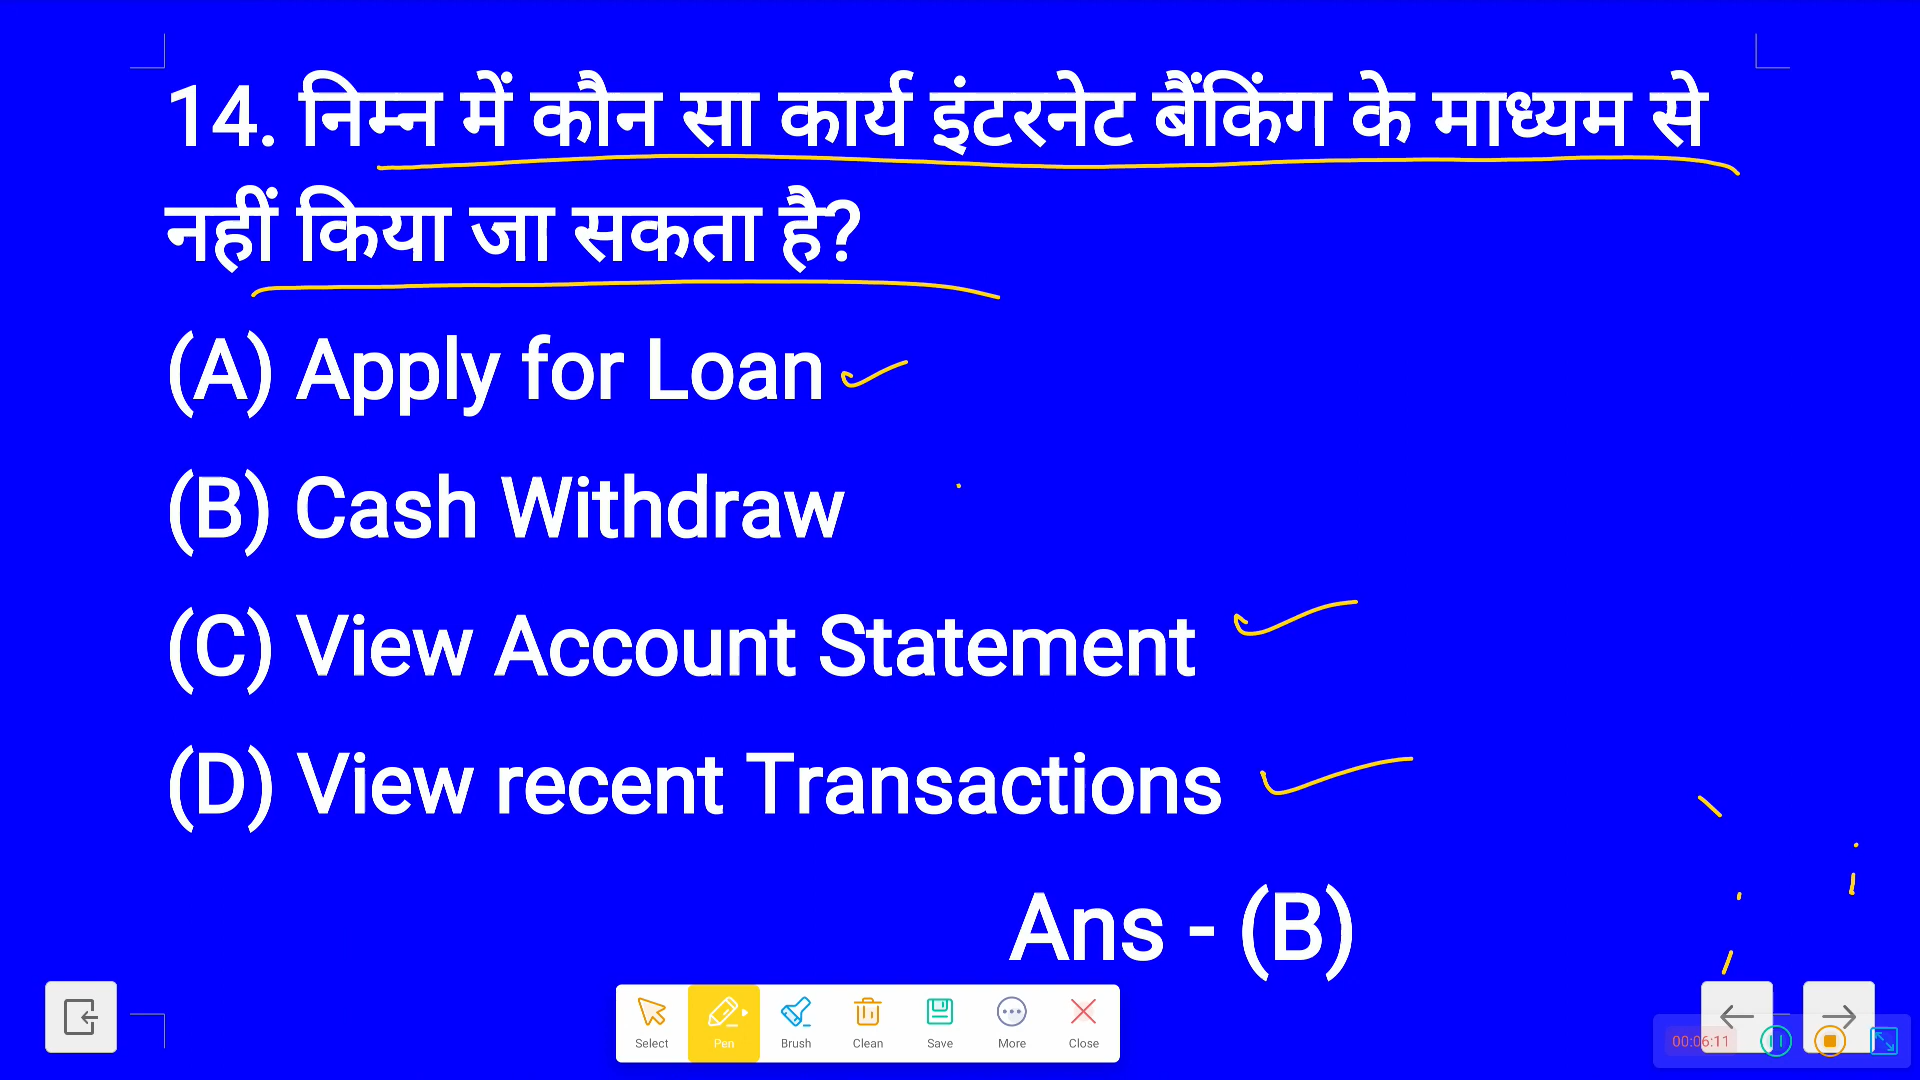 14. निम्न में कौन सा कार्य इंटरनेट बैंकिंग के माध्यम से
नहीं किया जा सकता है?
(A) Apply for Loan
(B) Cash Withdraw
(C) View Account Statement
(D) View recent Transactions
Ans - (B)
Select Pen Brush Clean Save More Close
00:06:11